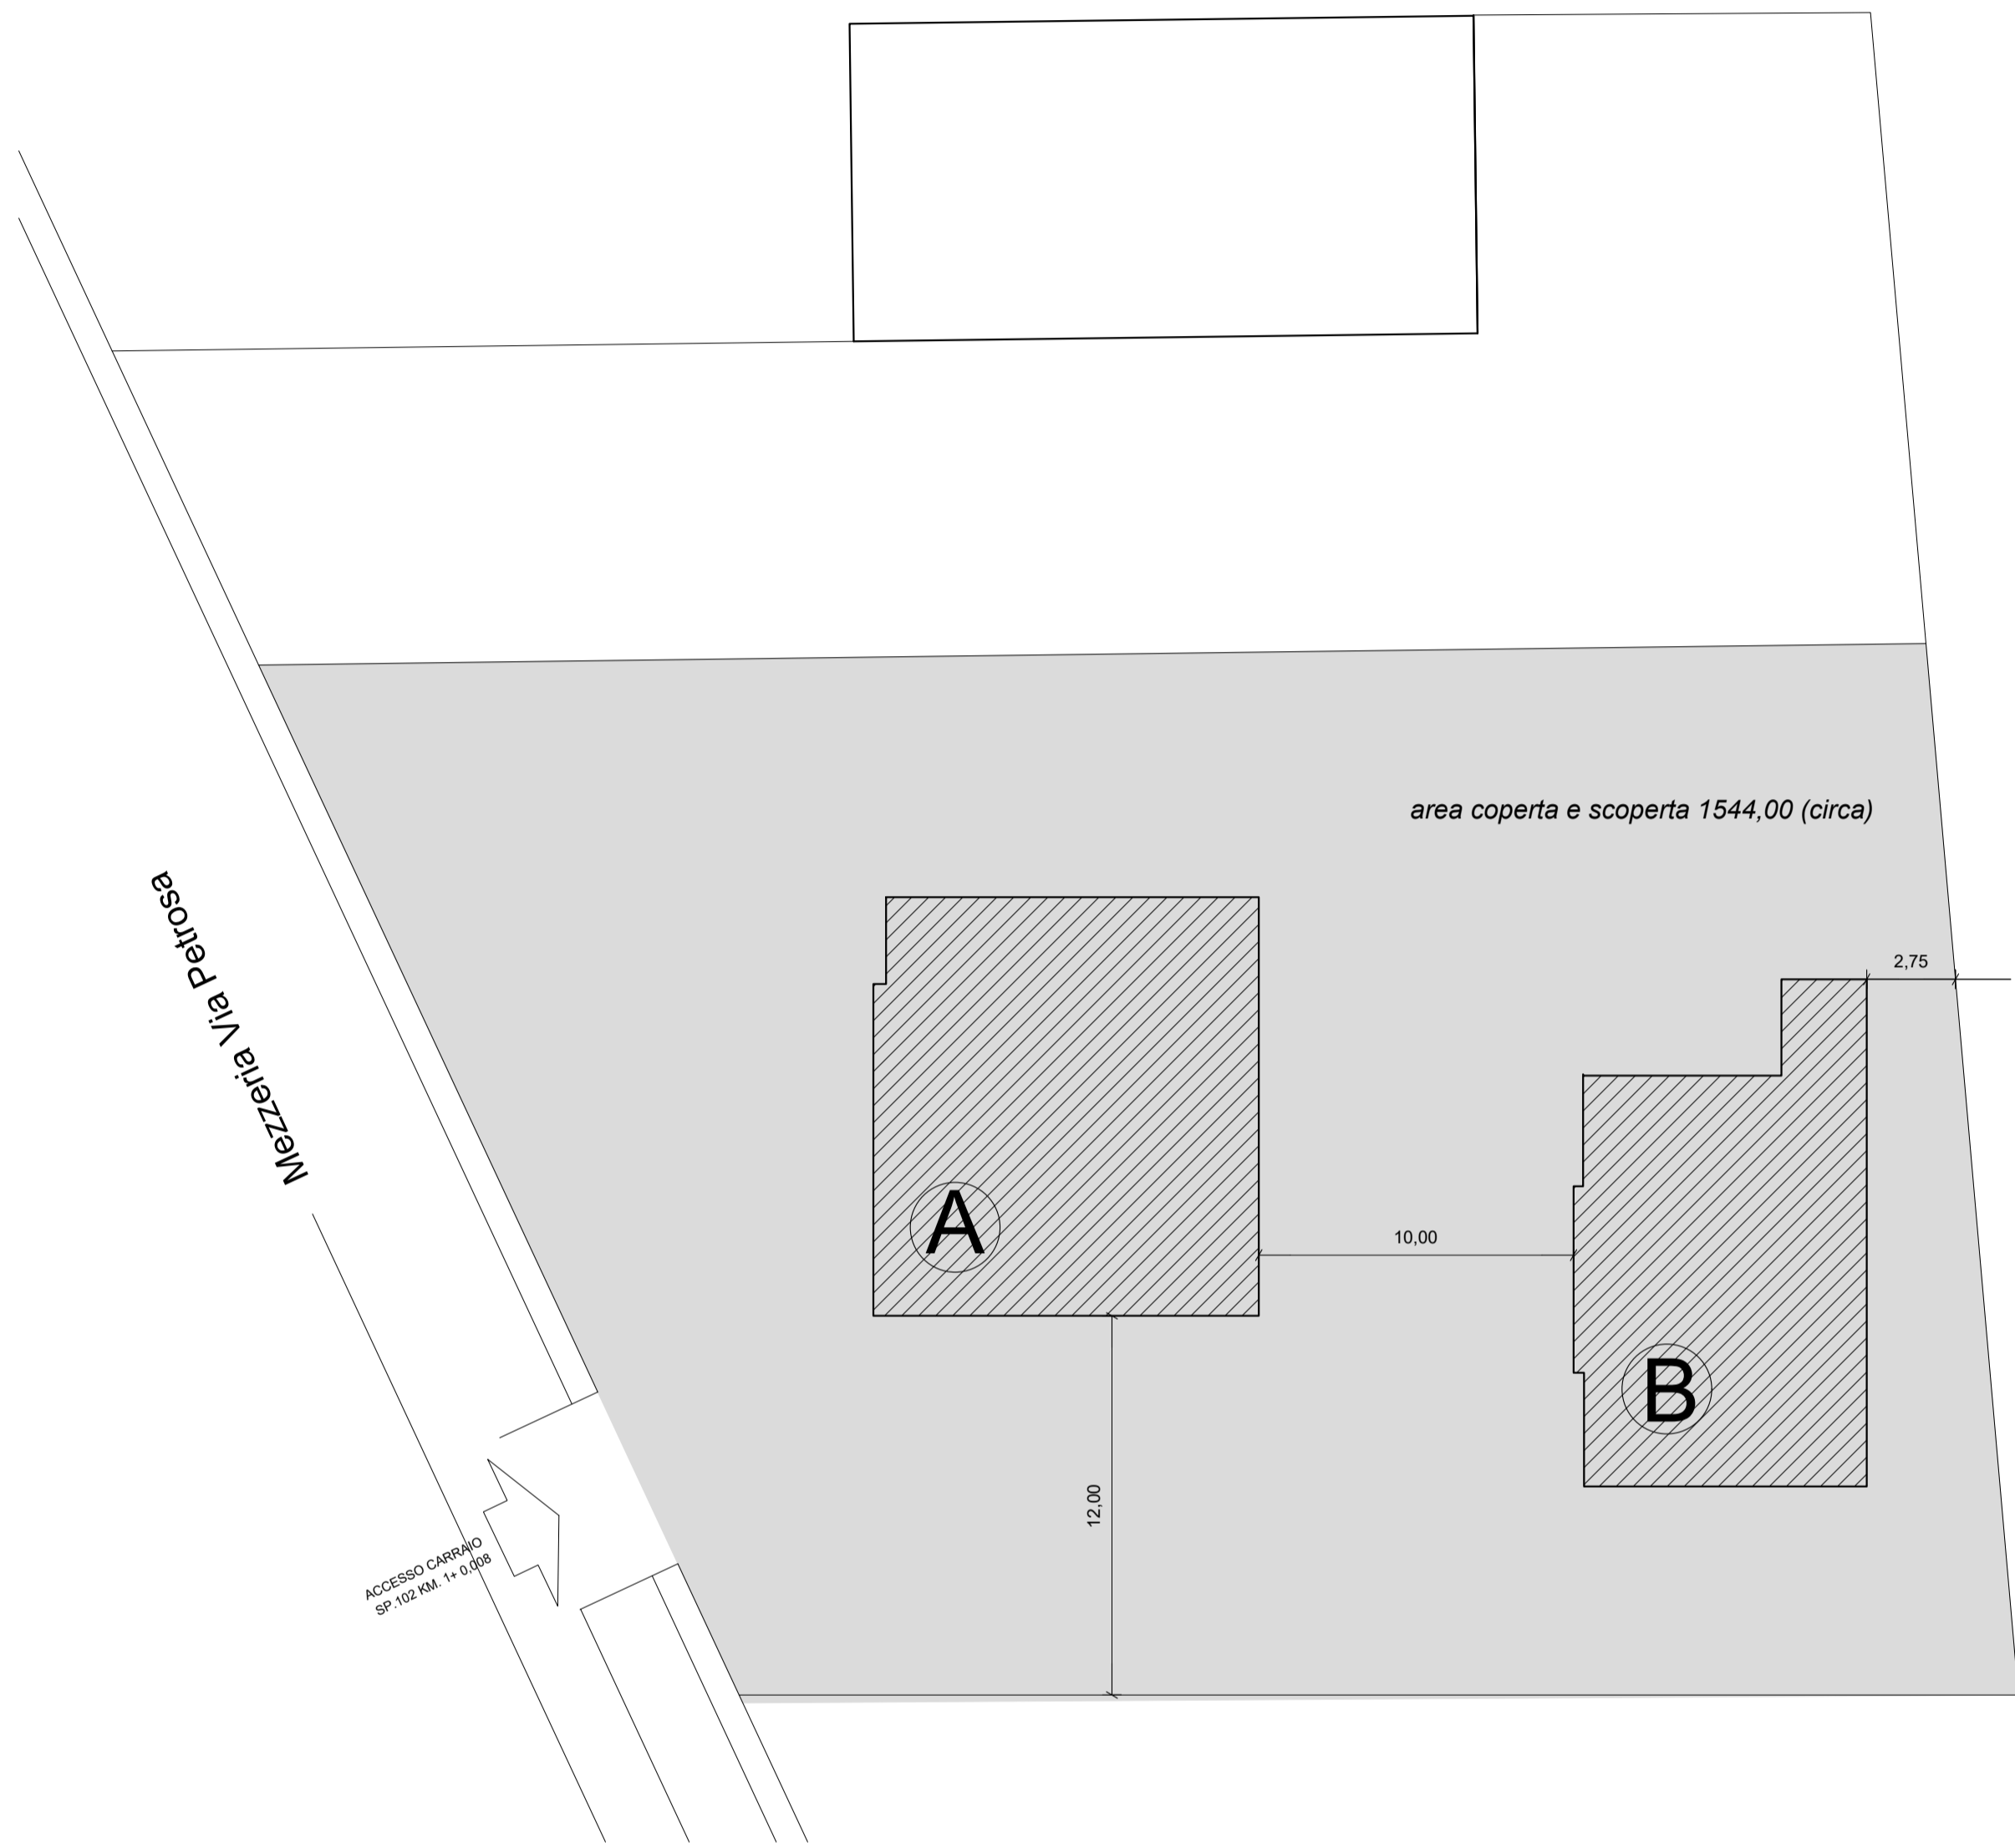 area coperta e scoperta 1544,00 (circa)
Mezzeria Via Petrosa
2,75
A
10,00
B
12,00
ACCESSO CARRAIO
SP.102 KM. 1+ 0,008